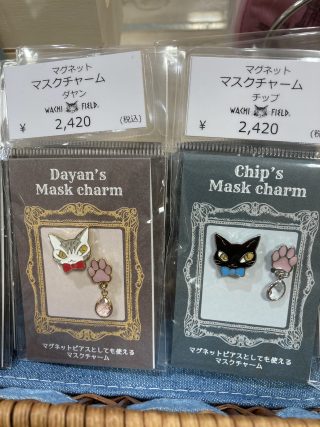 マグネット
マスクチャーム
ダヤン
WACHI FIELD.
¥ 2,420 (税込)
Dayan's
Mask charm
マグネットピアスとしても使える
マスクチャーム
マグネット
マスクチャーム
チップ
WACHI FIELD.
¥ 2,420 (税込)
Chip's
Mask charm
マグネットピアスとしても使える
マスクチャーム